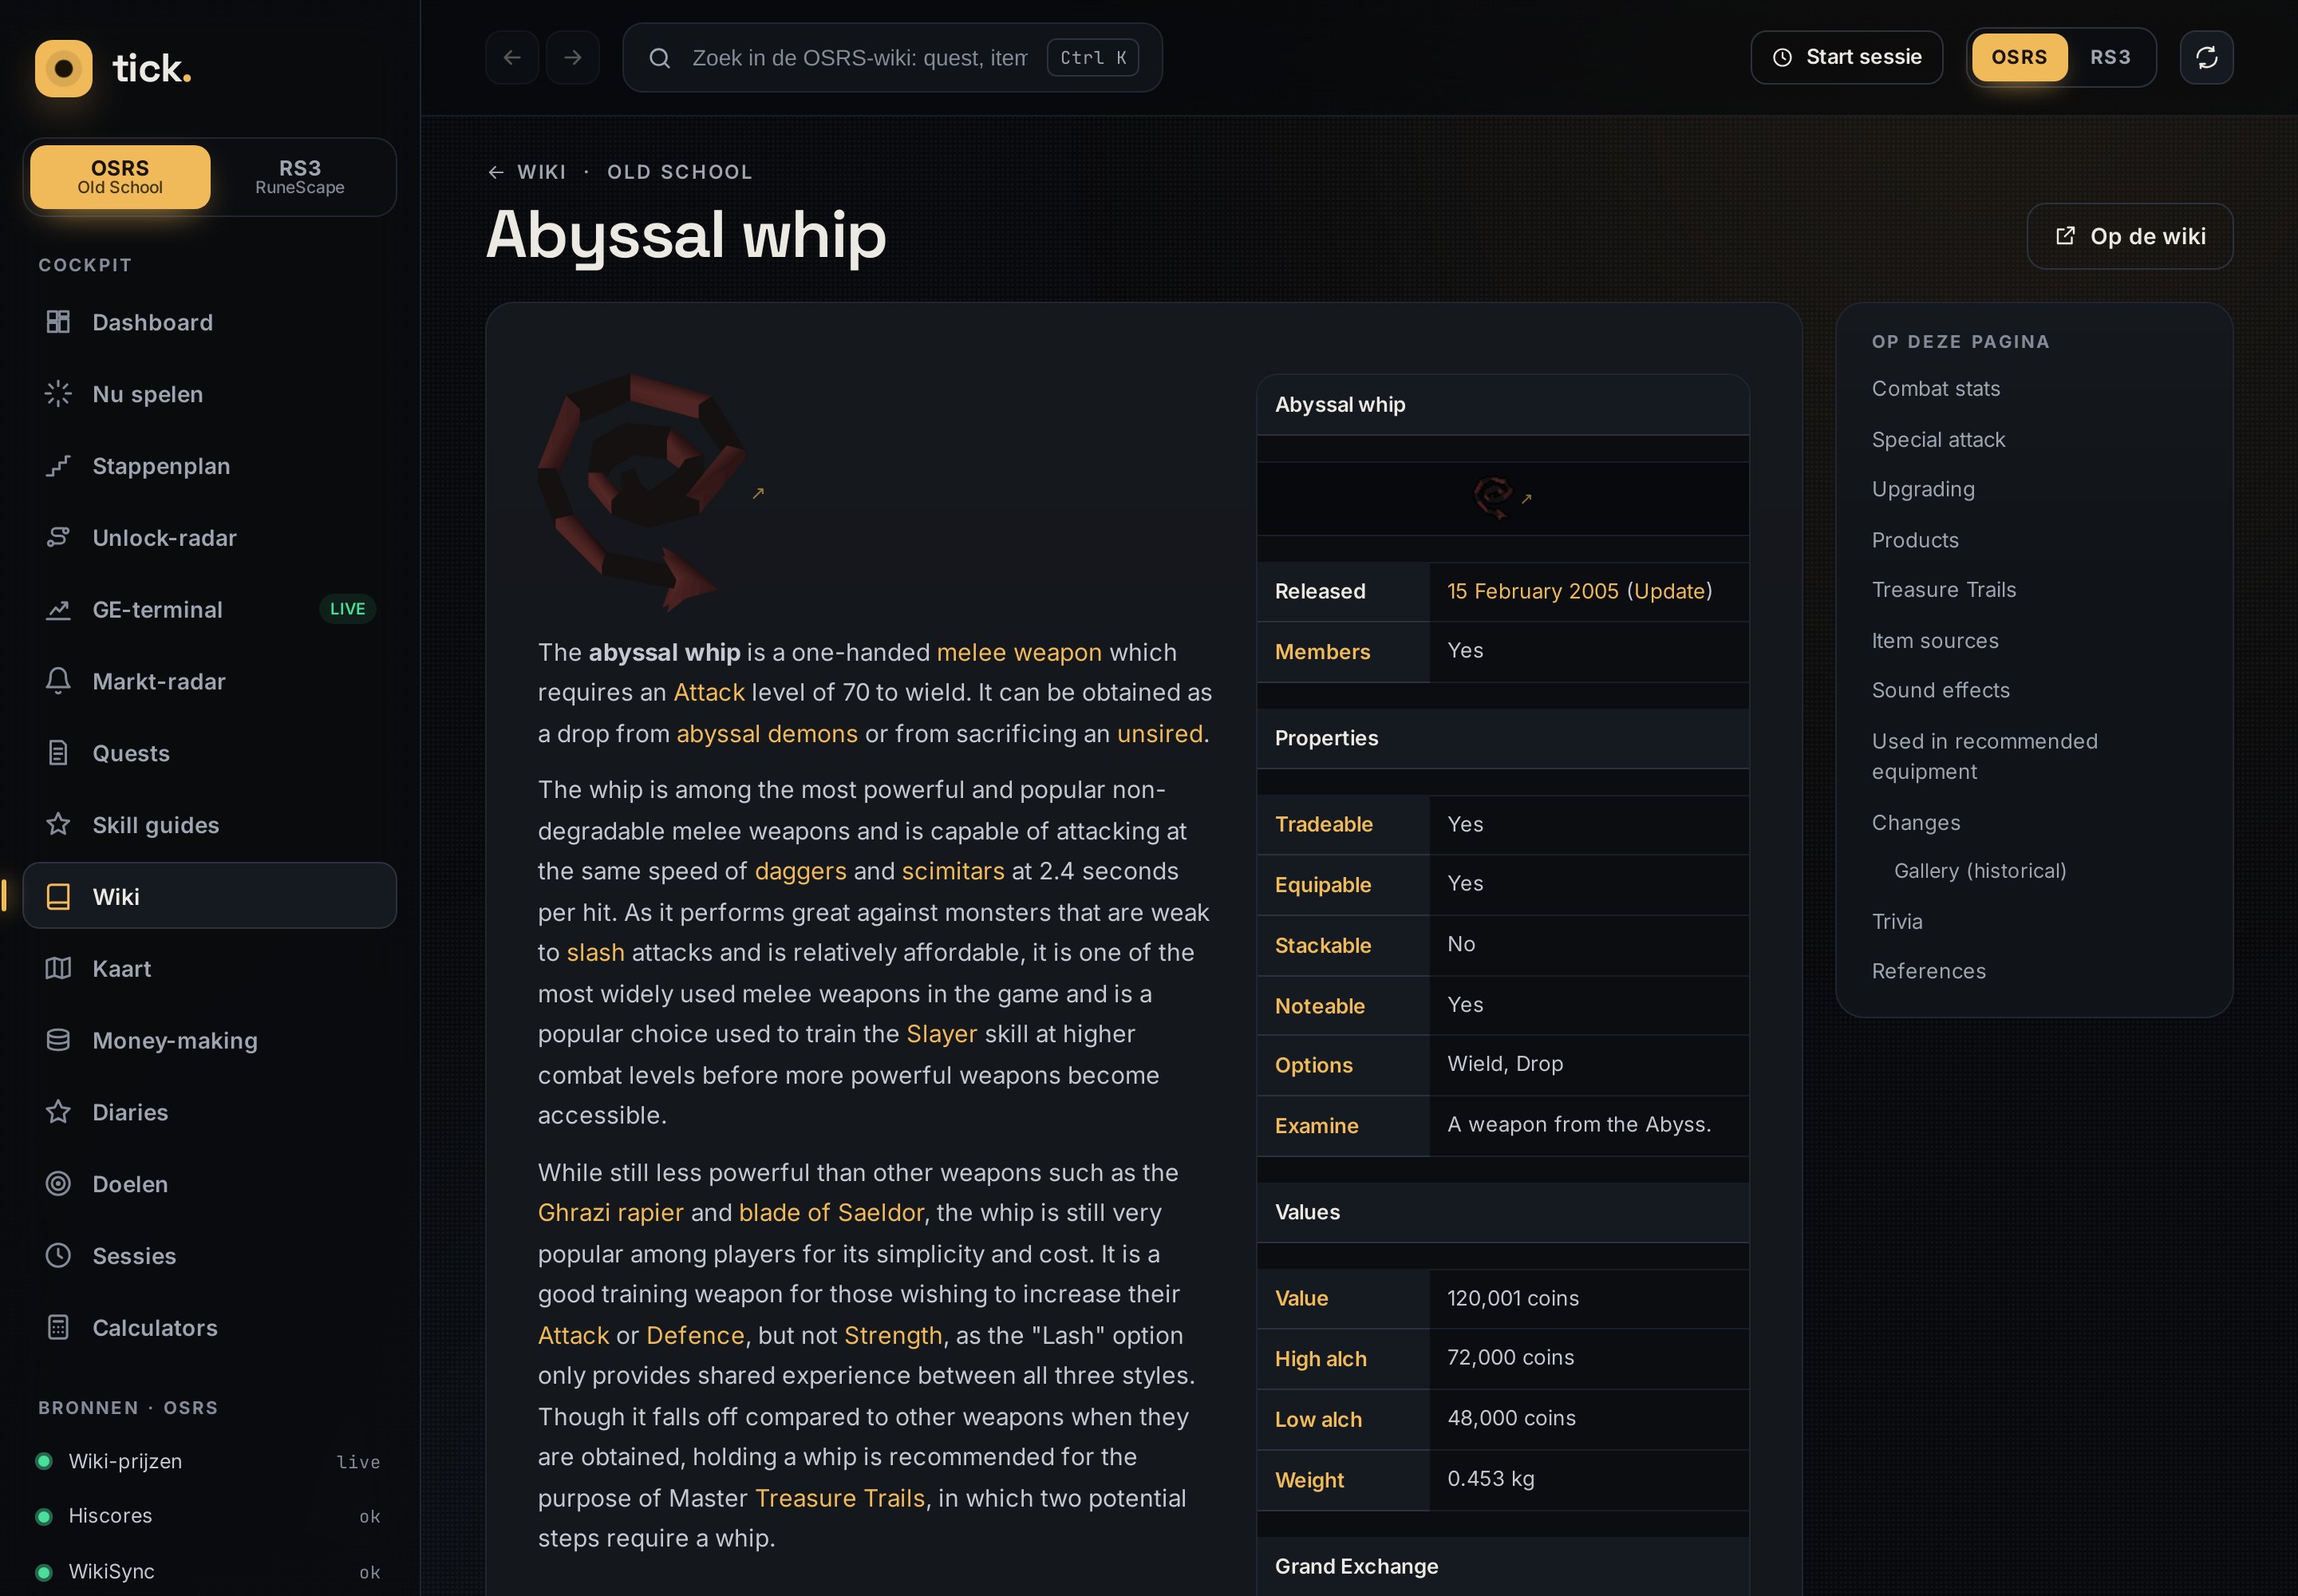 tick.
OSRS
Old School
RS3
RuneScape
COCKPIT
Dashboard
Nu spelen
Stappenplan
Unlock-radar
GE-terminal
LIVE
Markt-radar
Quests
Skill guides
Wiki
Kaart
Money-making
Diaries
Doelen
Sessies
Calculators
BRONNEN · OSRS
Wiki-prijzen live
Hiscores ok
WikiSync ok
← → Zoek in de OSRS-wiki: quest, item Ctrl K
Start sessie
OSRS RS3
← WIKI · OLD SCHOOL
Abyssal whip
Op de wiki
↗
The abyssal whip is a one-handed melee weapon which
requires an Attack level of 70 to wield. It can be obtained as
a drop from abyssal demons or from sacrificing an unsired.
The whip is among the most powerful and popular non-
degradable melee weapons and is capable of attacking at
the same speed of daggers and scimitars at 2.4 seconds
per hit. As it performs great against monsters that are weak
to slash attacks and is relatively affordable, it is one of the
most widely used melee weapons in the game and is a
popular choice used to train the Slayer skill at higher
combat levels before more powerful weapons become
accessible.
While still less powerful than other weapons such as the
Ghrazi rapier and blade of Saeldor, the whip is still very
popular among players for its simplicity and cost. It is a
good training weapon for those wishing to increase their
Attack or Defence, but not Strength, as the "Lash" option
only provides shared experience between all three styles.
Though it falls off compared to other weapons when they
are obtained, holding a whip is recommended for the
purpose of Master Treasure Trails, in which two potential
steps require a whip.
Abyssal whip
↗
Released 15 February 2005 (Update)
Members Yes
Properties
Tradeable Yes
Equipable Yes
Stackable No
Noteable Yes
Options Wield, Drop
Examine A weapon from the Abyss.
Values
Value 120,001 coins
High alch 72,000 coins
Low alch 48,000 coins
Weight 0.453 kg
Grand Exchange
OP DEZE PAGINA
Combat stats
Special attack
Upgrading
Products
Treasure Trails
Item sources
Sound effects
Used in recommended
equipment
Changes
Gallery (historical)
Trivia
References